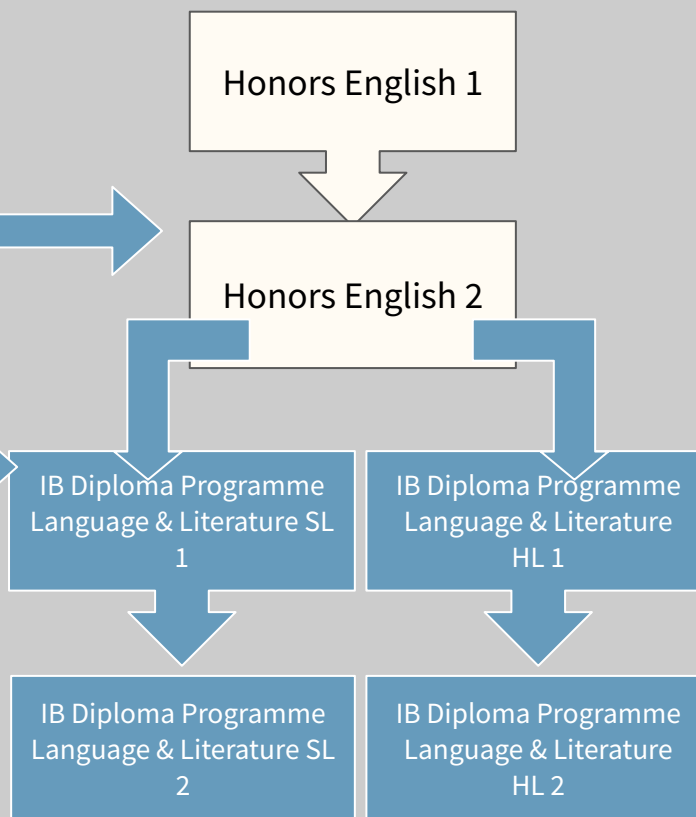 Honors English 1
Honors English 2
IB Diploma Programme
Language & Literature SL
1
IB Diploma Programme
Language & Literature
HL 1
IB Diploma Programme
Language & Literature SL
2
IB Diploma Programme
Language & Literature
HL 2